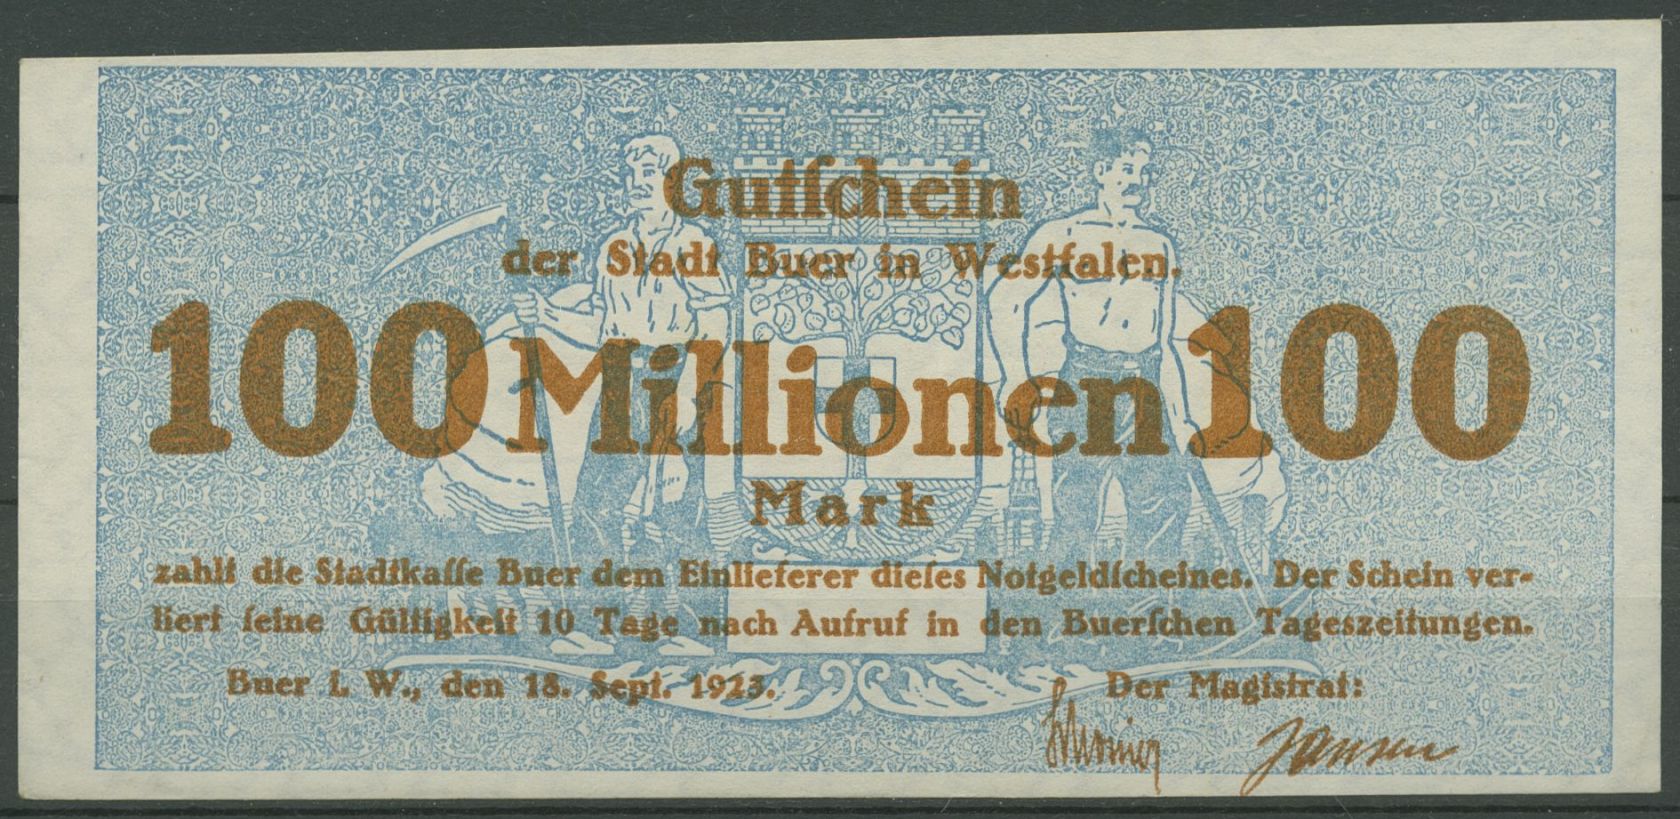 Gutſchein
der Stadt Buer in Westfalen.
100 Millionen 100
Mark
zahlt die Stadtkaſſe Buer dem Einlieferer dieſes Notgeldſcheines. Der Schein ver-
liert ſeine Gültigkeit 10 Tage nach Aufruf in den Buerſchen Tageszeitungen.
Buer i. W., den 18. Sept. 1923. Der Magiſtrat:
Jansen